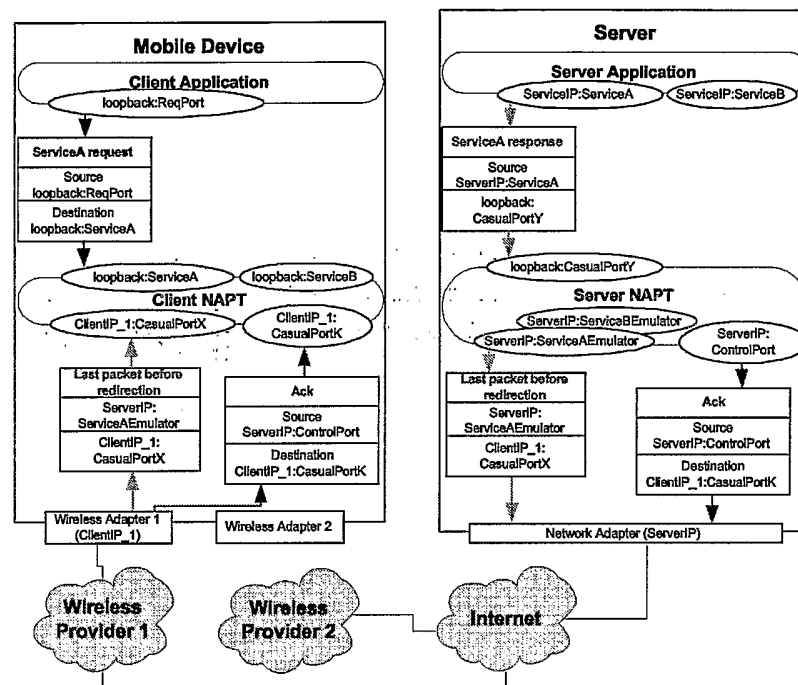 Mobile Device
Client Application
loopback:ReqPort
ServiceA request
Source
loopback:ReqPort
Destination
loopback:ServiceA
loopback:ServiceA
loopback:ServiceB
Client NAPT
ClientIP_1:CasualPortX
ClientIP_1:
CasualPortK
Last packet before
redirection
ServerIP:
ServiceAEmulator
ClientIP_1:
CasualPortX
Ack
Source
ServerIP:ControlPort
Destination
ClientIP_1:CasualPortK
Wireless Adapter 1
(ClientIP_1)
Wireless Adapter 2
Server
Server Application
ServiceIP:ServiceA
ServiceIP:ServiceB
ServiceA response
Source
ServerIP:ServiceA
loopback:
CasualPortY
loopback:CasualPortY
Server NAPT
ServerIP:ServiceBEmulator
ServerIP:ServiceAEmulator
ServerIP:
ControlPort
Last packet before
redirection
ServerIP:
ServiceAEmulator
ClientIP_1:
CasualPortX
Ack
Source
ServerIP:ControlPort
Destination
ClientIP_1:CasualPortK
Network Adapter (ServerIP)
Wireless
Provider 1
Wireless
Provider 2
Internet